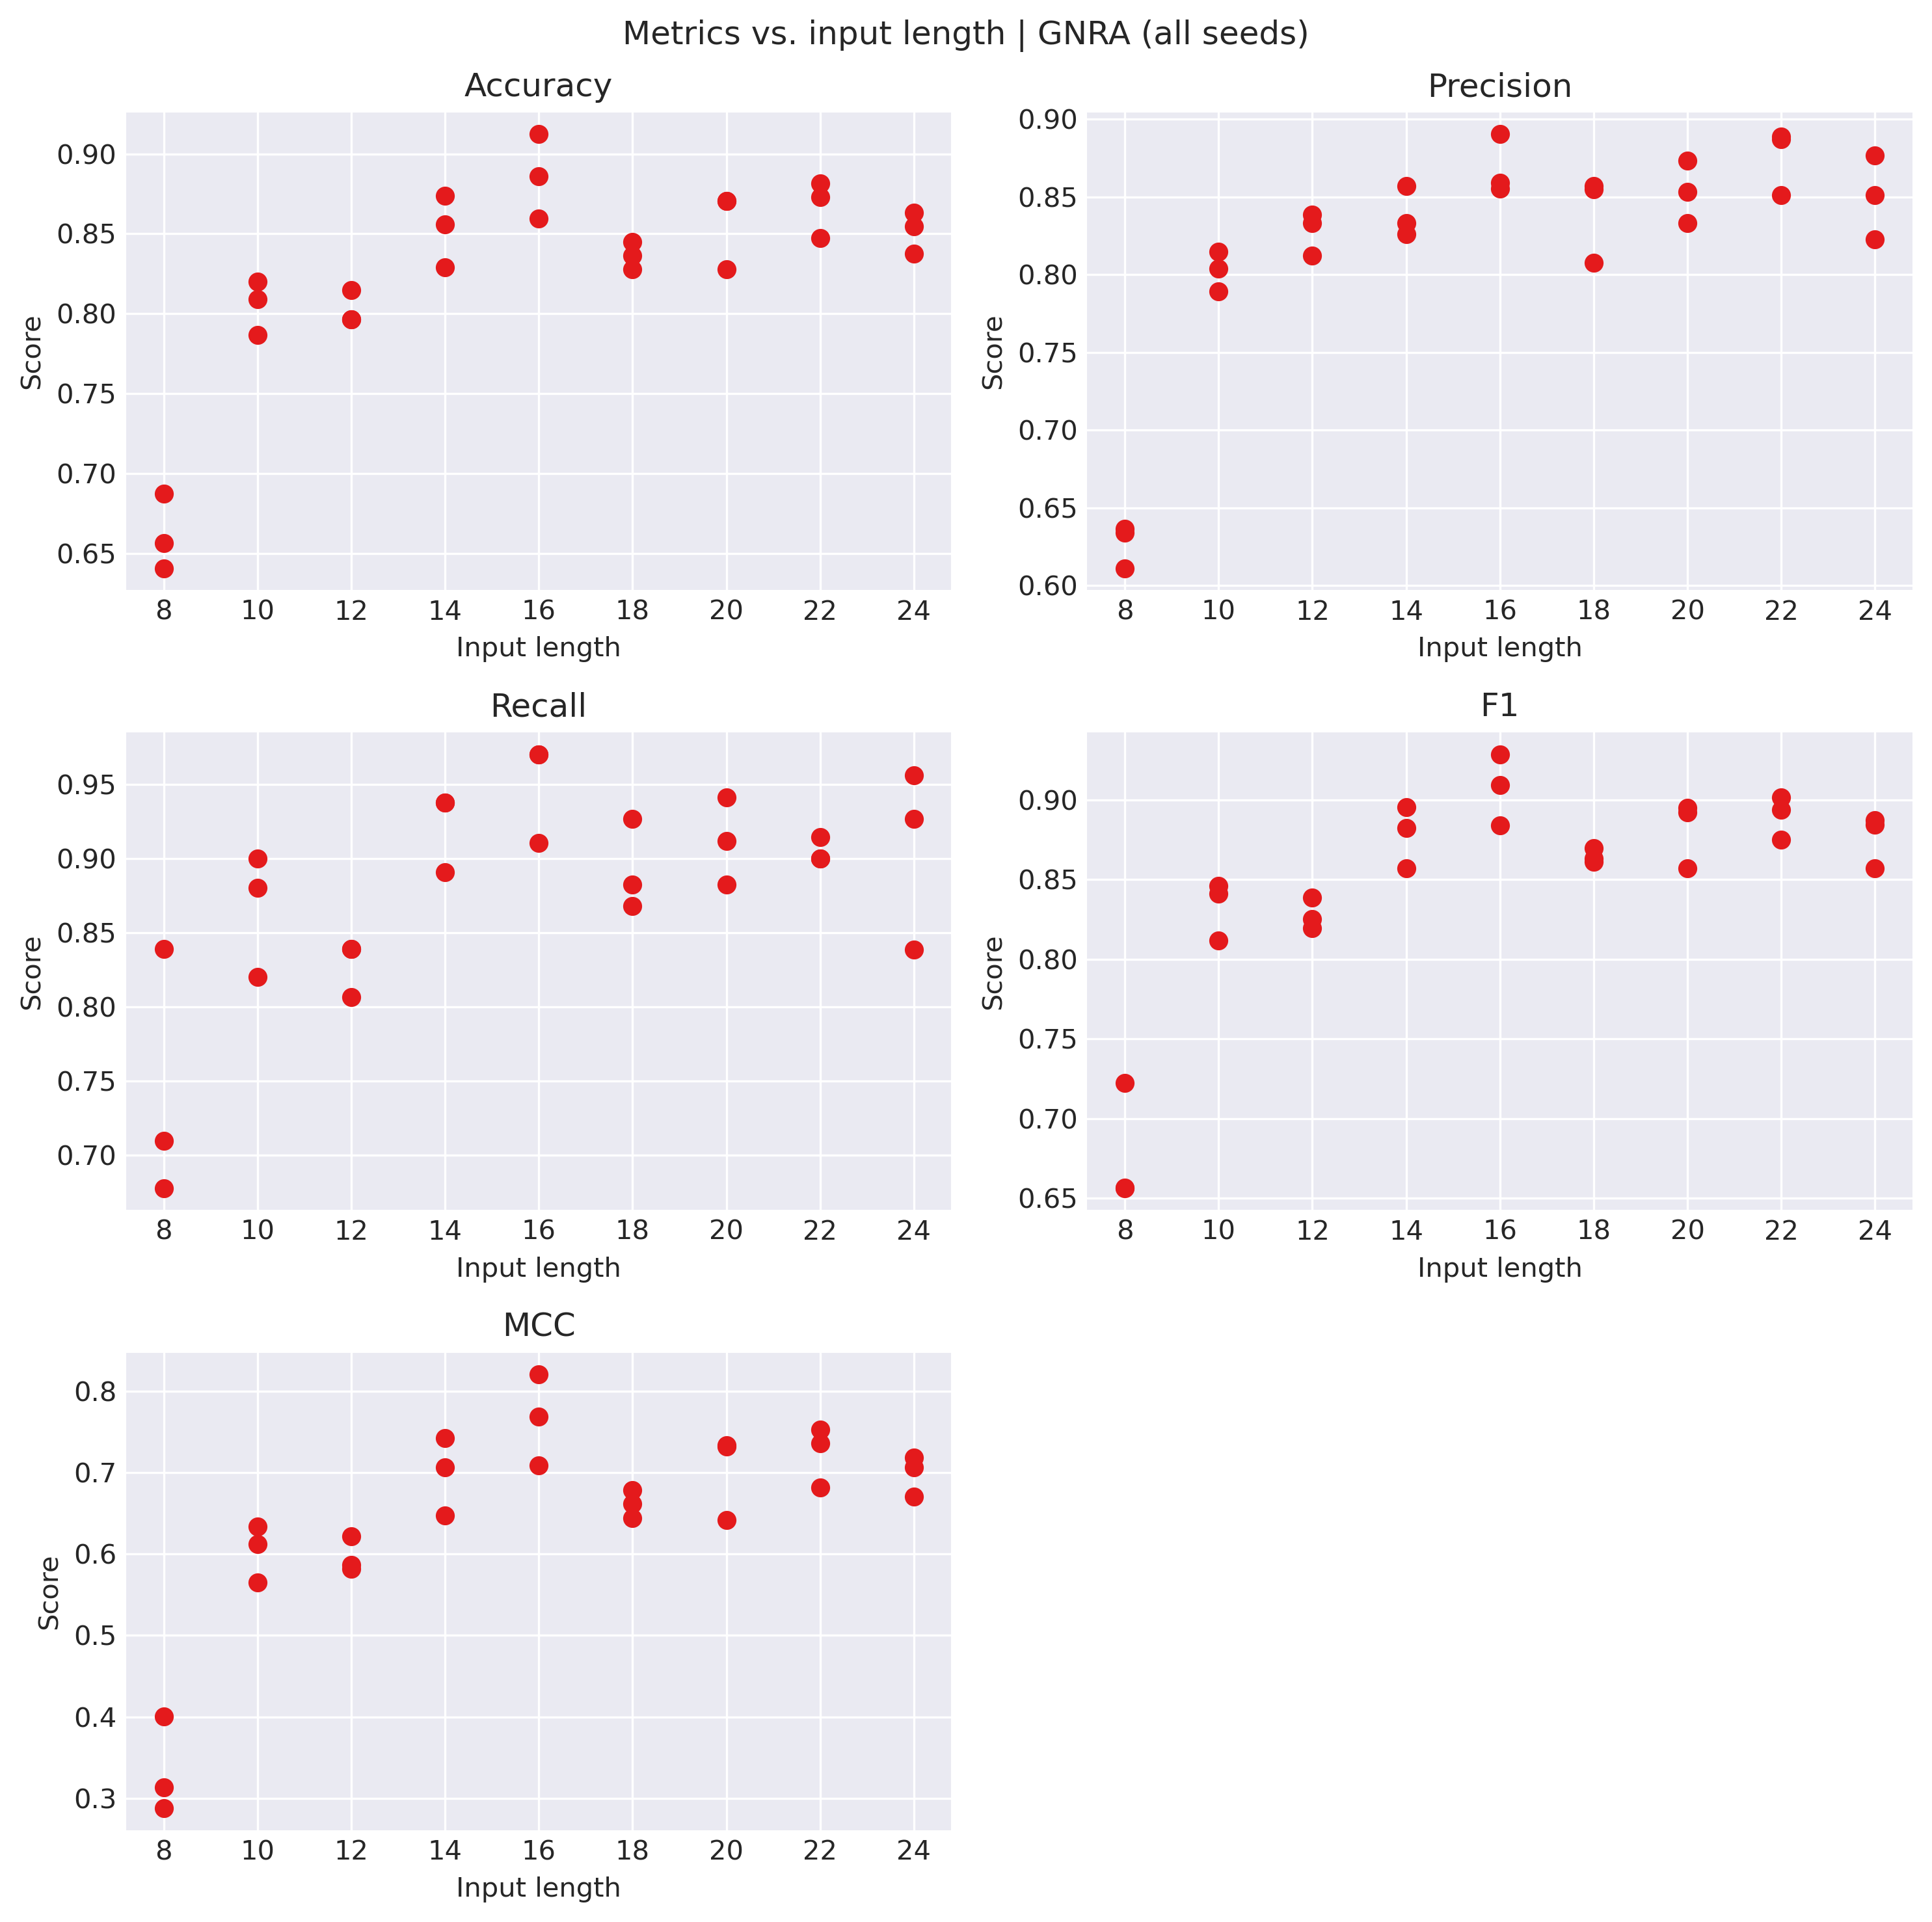 Metrics vs. input length | GNRA (all seeds)
Accuracy
Score
0.90
0.85
0.80
0.75
0.70
0.65
8 10 12 14 16 18 20 22 24
Input length
Precision
Score
0.90
0.85
0.80
0.75
0.70
0.65
0.60
8 10 12 14 16 18 20 22 24
Input length
Recall
Score
0.95
0.90
0.85
0.80
0.75
0.70
8 10 12 14 16 18 20 22 24
Input length
F1
Score
0.90
0.85
0.80
0.75
0.70
0.65
8 10 12 14 16 18 20 22 24
Input length
MCC
Score
0.8
0.7
0.6
0.5
0.4
0.3
8 10 12 14 16 18 20 22 24
Input length